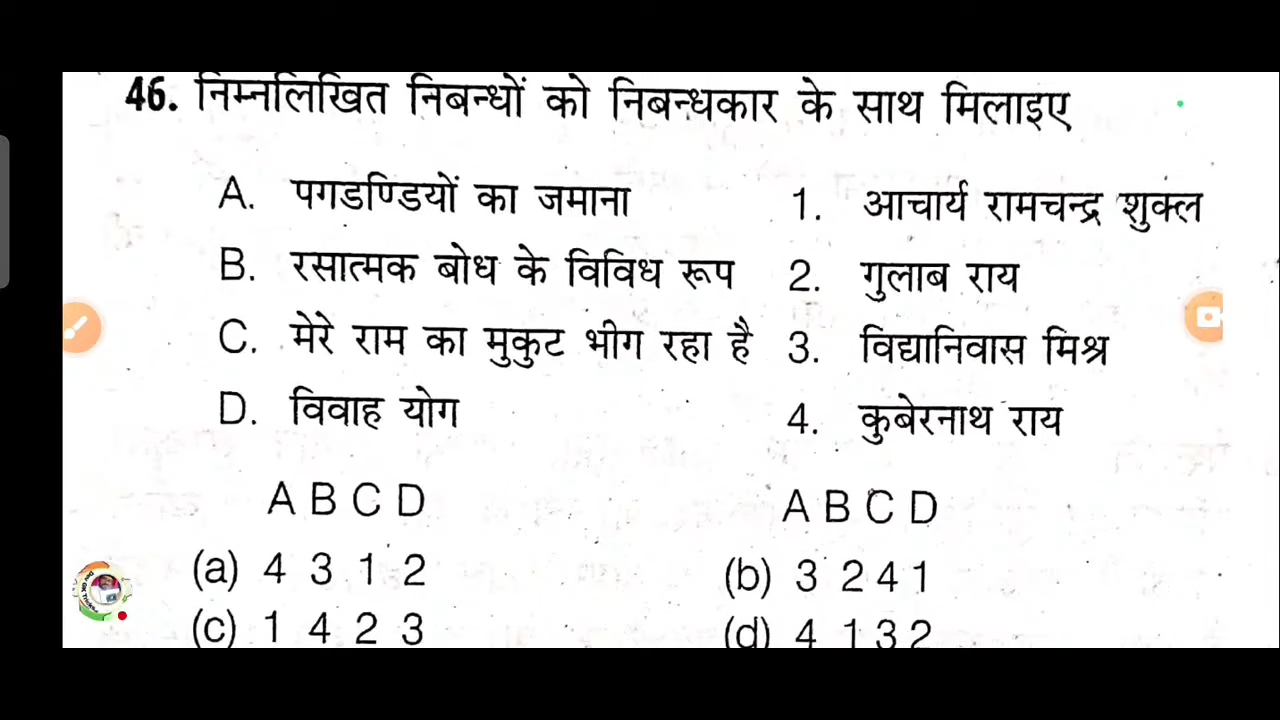 46. निम्नलिखित निबन्धों को निबन्धकार के साथ मिलाइए
A. पगडण्डियों का जमाना 1. आचार्य रामचन्द्र शुक्ल
B. रसात्मक बोध के विविध रूप 2. गुलाब राय
C. मेरे राम का मुकुट भीग रहा है 3. विद्यानिवास मिश्र
D. विवाह योग 4. कुबेरनाथ राय
A B C D A B C D
(a) 4 3 1 2 (b) 3 2 4 1
(c) 1 4 2 3 (d) 4 1 3 2